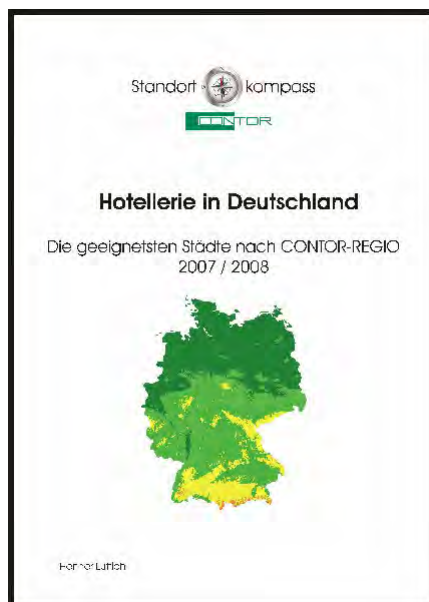 Standort kompass
CONTOR
Hotellerie in Deutschland
Die geeignetsten Städte nach CONTOR-REGIO
2007 / 2008